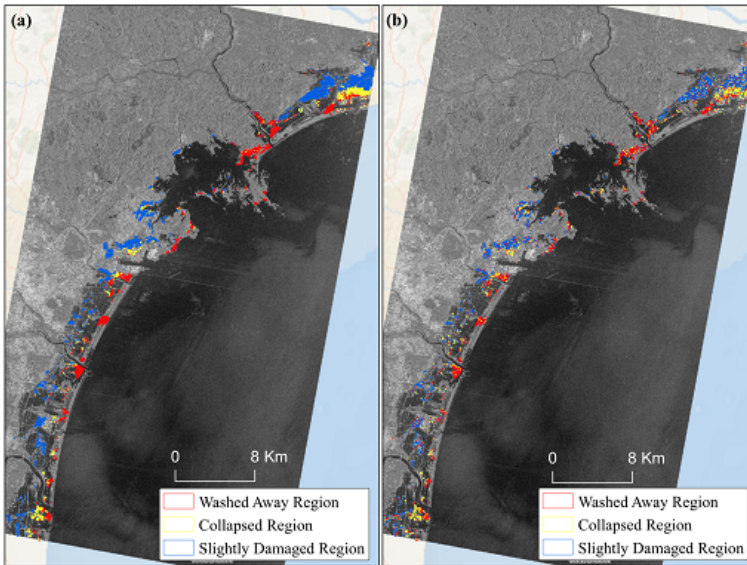 (a)
0 8 Km
Washed Away Region
Collapsed Region
Slightly Damaged Region
(b)
0 8 Km
Washed Away Region
Collapsed Region
Slightly Damaged Region